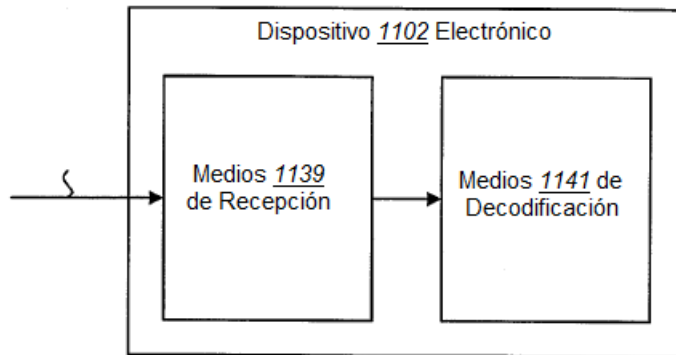 Dispositivo 1102 Electrónico
Medios 1139
de Recepción
Medios 1141 de
Decodificación